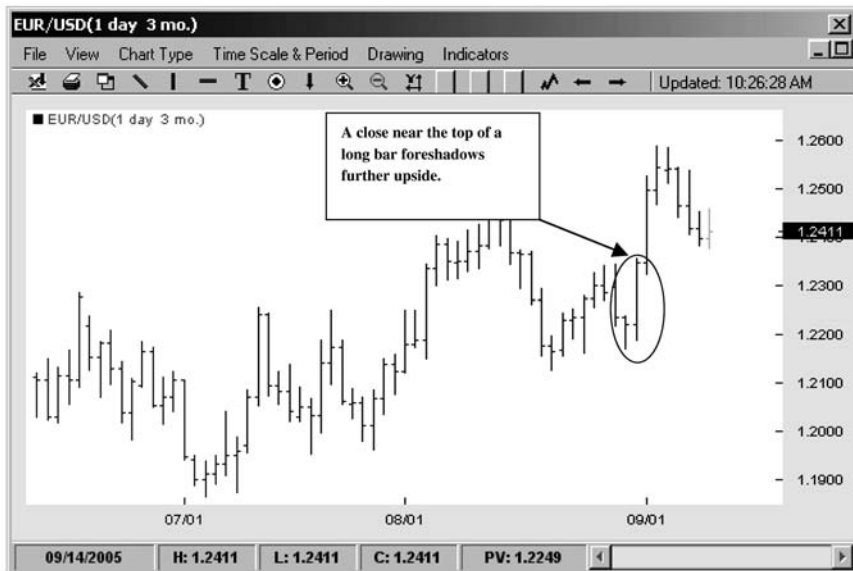 EUR/USD(1 day 3 mo.)
File View Chart Type Time Scale & Period Drawing Indicators
T Updated: 10:26:28 AM
EUR/USD(1 day 3 mo.)
A close near the top of a
long bar foreshadows
further upside.
1.2600
1.2500
1.2411
1.2300
1.2200
1.2100
1.2000
1.1900
07/01 08/01 09/01
09/14/2005 H: 1.2411 L: 1.2411 C: 1.2411 PV: 1.2249